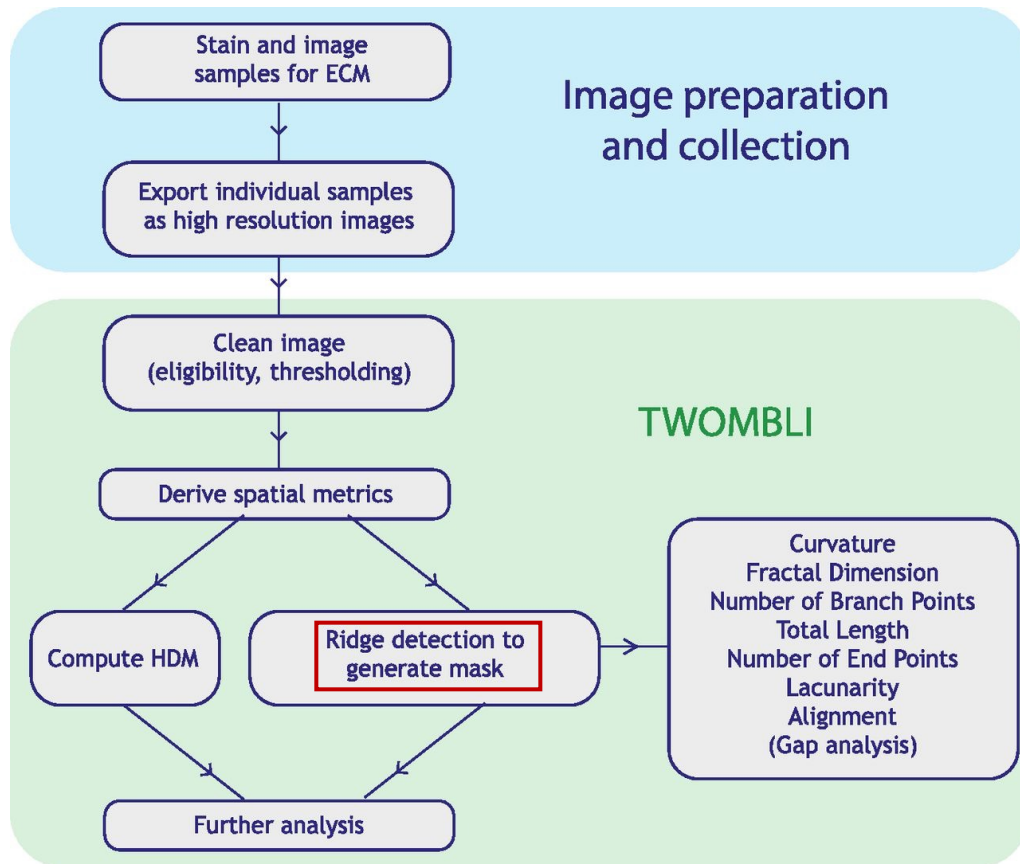 Stain and image
samples for ECM
Image preparation
and collection
Export individual samples
as high resolution images
Clean image
(eligibility, thresholding)
TWOMBLI
Derive spatial metrics
Compute HDM
Ridge detection to
generate mask
Curvature
Fractal Dimension
Number of Branch Points
Total Length
Number of End Points
Lacunarity
Alignment
(Gap analysis)
Further analysis